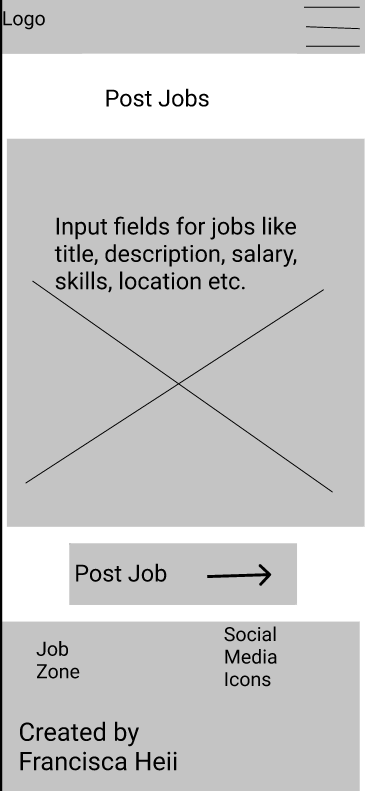 Logo
Post Jobs
Input fields for jobs like
title, description, salary,
skills, location etc.
Post Job
Job
Zone
Social
Media
Icons
Created by
Francisca Heii